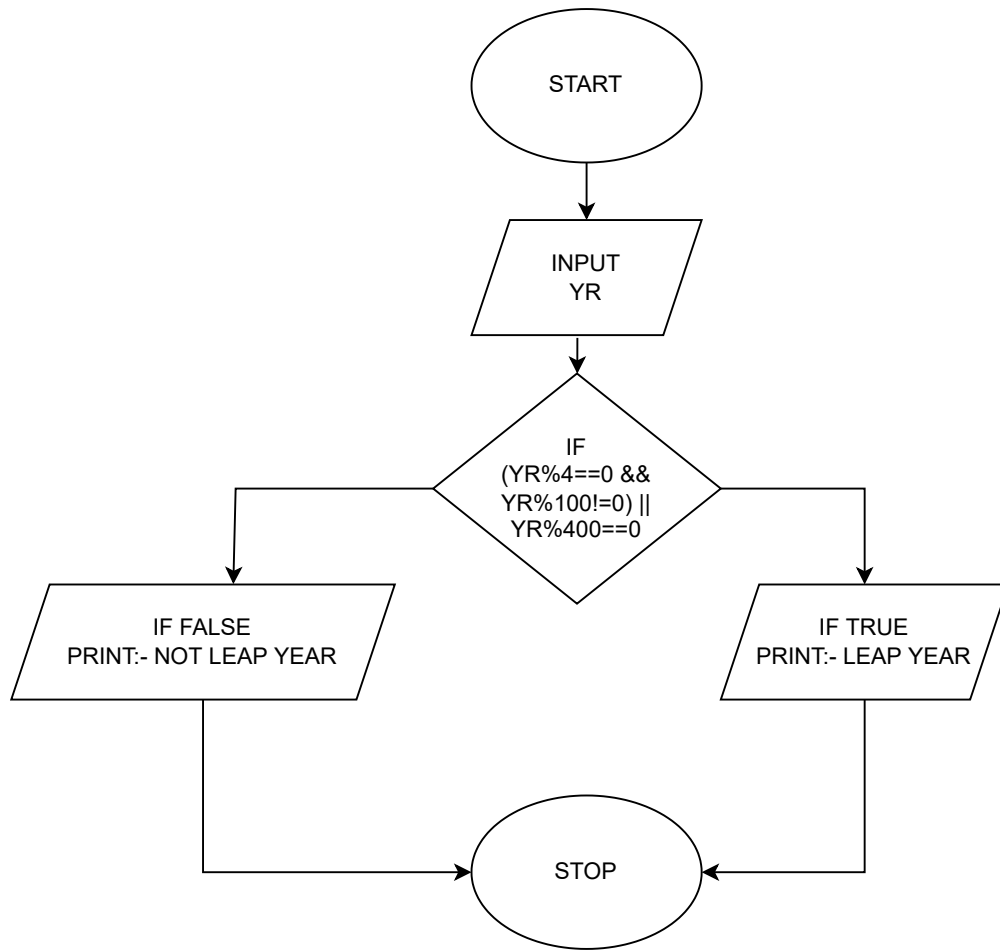 START
INPUT
YR
IF
(YR%4==0 &&
YR%100!=0) ||
YR%400==0
IF FALSE
PRINT:- NOT LEAP YEAR
IF TRUE
PRINT:- LEAP YEAR
STOP